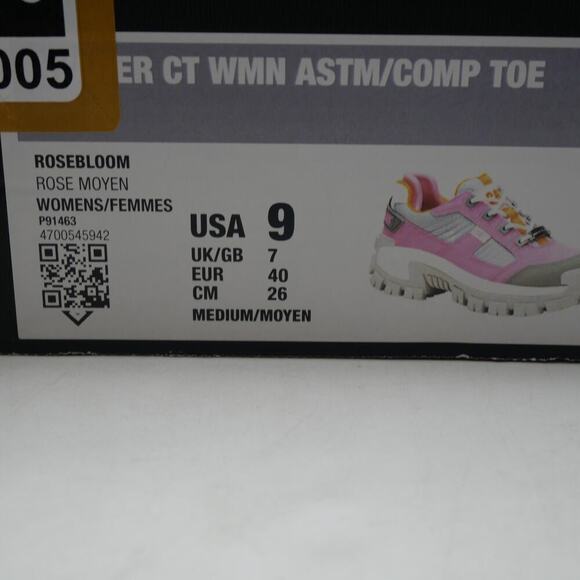 005
ER CT WMN ASTM/COMP TOE
ROSEBLOOM
ROSE MOYEN
WOMENS/FEMMES
P91463
4700545942
USA 9
UK/GB 7
EUR 40
CM 26
MEDIUM/MOYEN